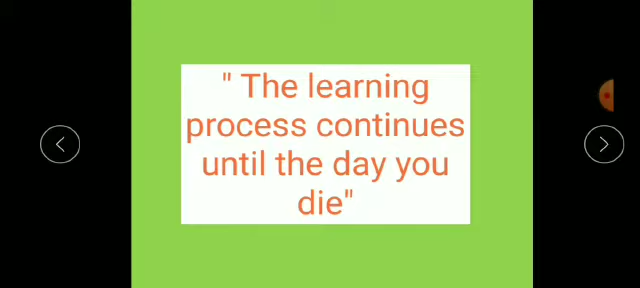 " The learning
process continues
until the day you
die"